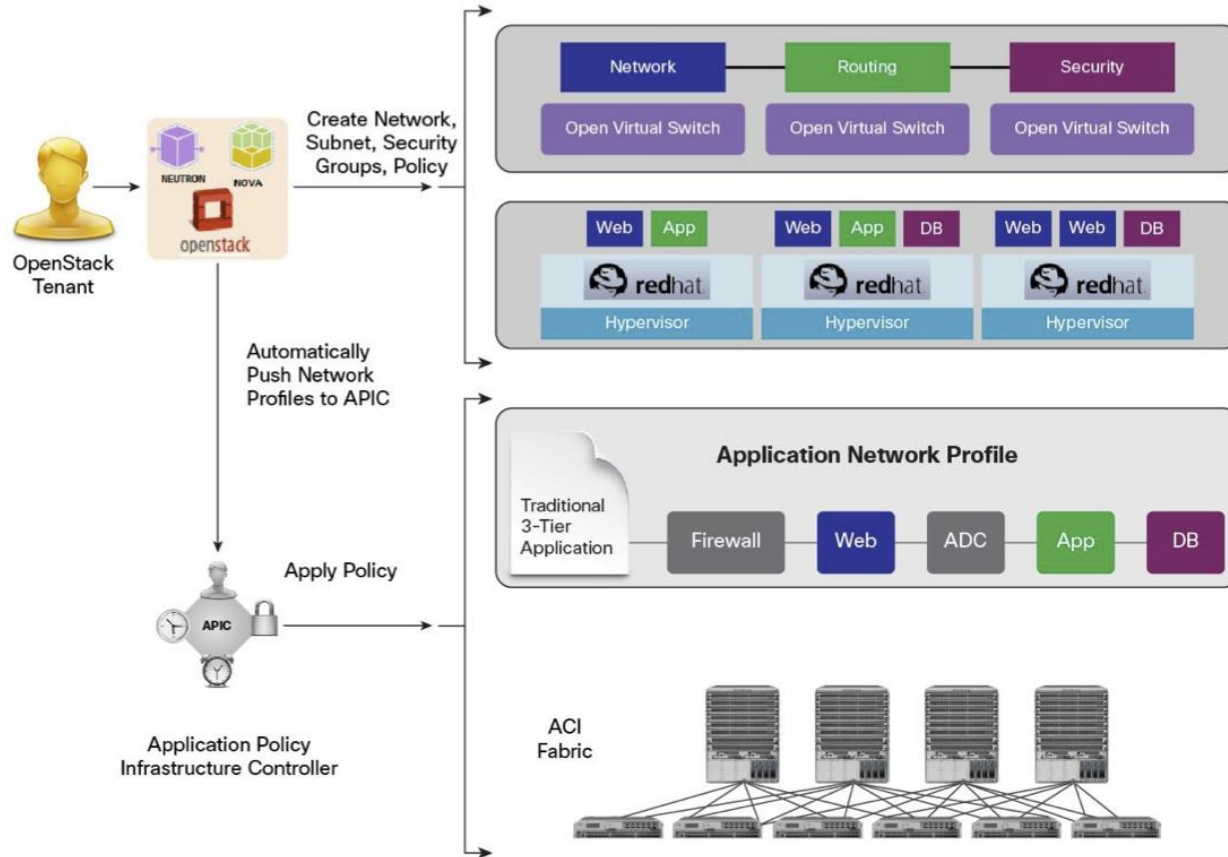 Network
Routing
Security
Open Virtual Switch
Open Virtual Switch
Open Virtual Switch
Create Network,
Subnet, Security
Groups, Policy
NEUTRON
NOVA
openstack
OpenStack
Tenant
Web
App
Web
App
DB
Web
Web
DB
redhat.
redhat.
redhat.
Hypervisor
Hypervisor
Hypervisor
Automatically
Push Network
Profiles to APIC
Application Network Profile
Traditional
3-Tier
Application
Firewall
Web
ADC
App
DB
Apply Policy
APIC
Application Policy
Infrastructure Controller
ACI
Fabric